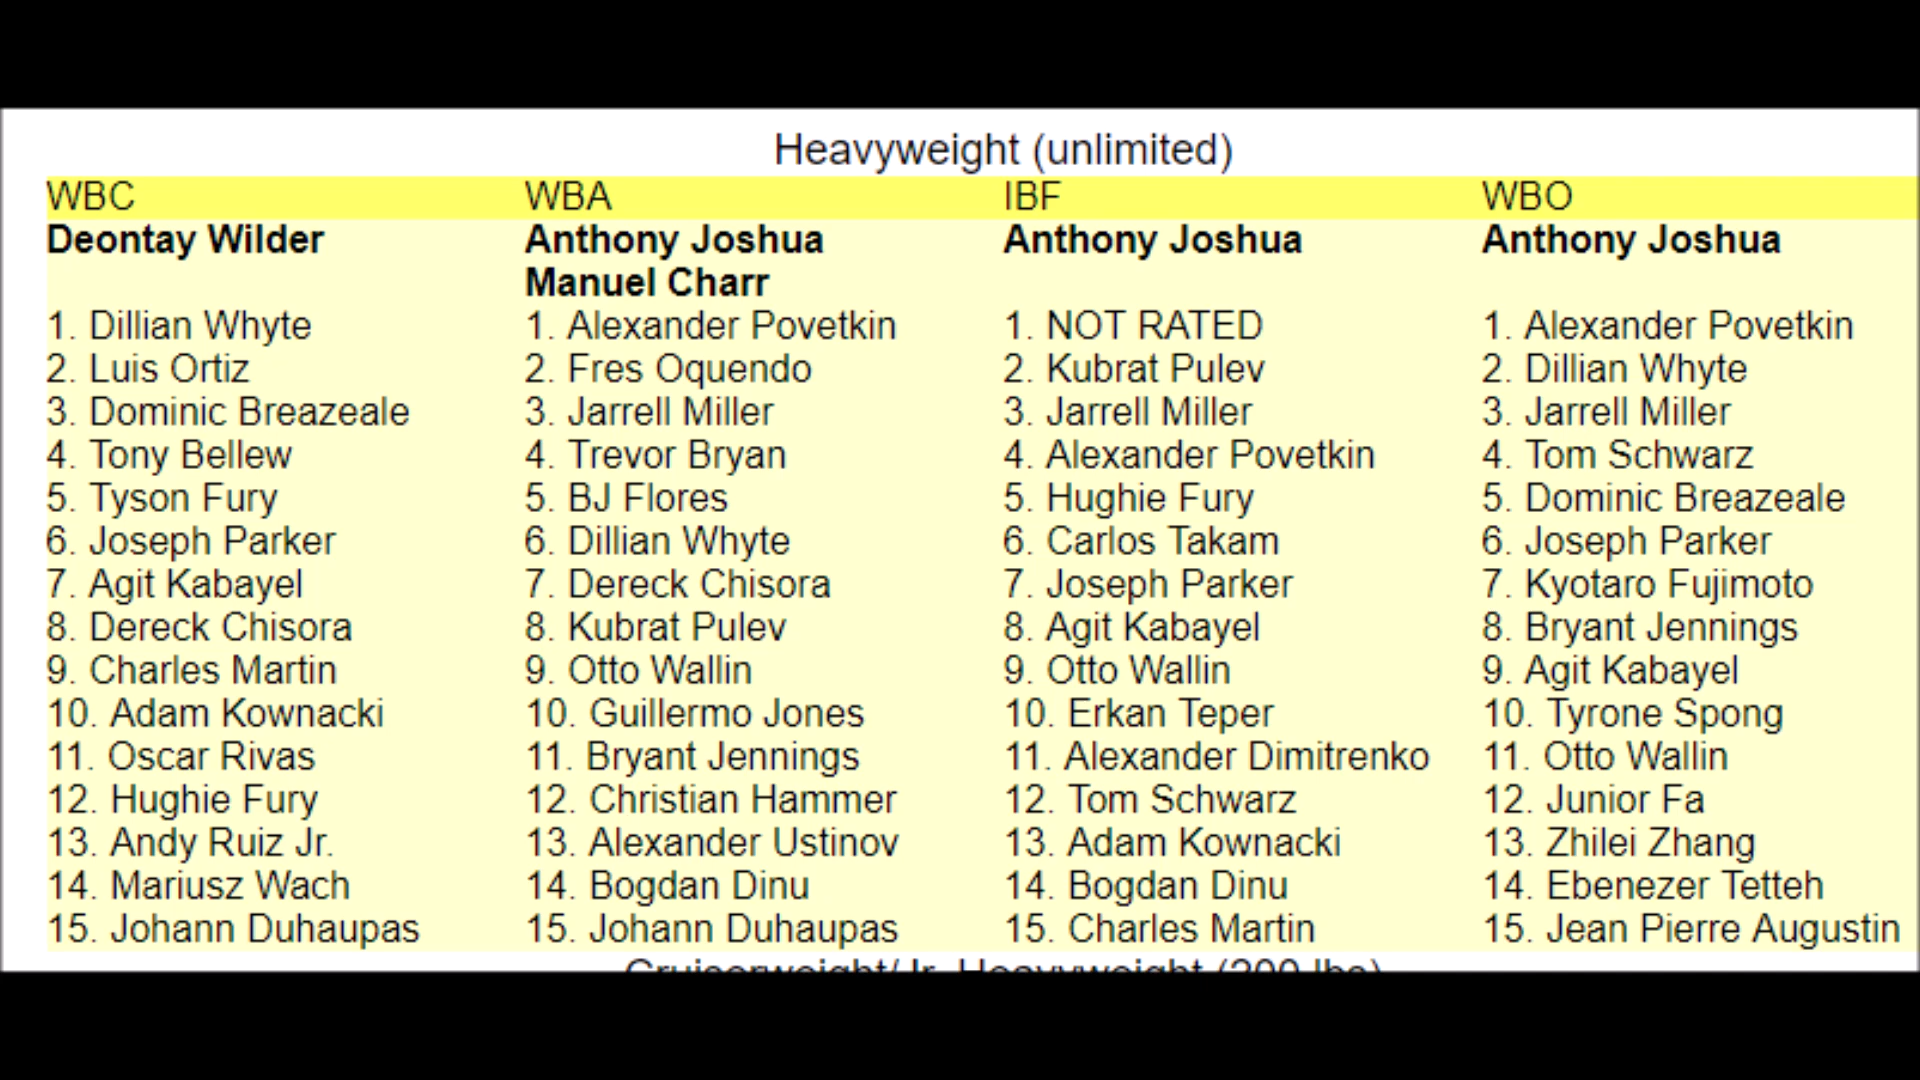 Heavyweight (unlimited)
WBC WBA IBF WBO
Deontay Wilder Anthony Joshua Anthony Joshua Anthony Joshua
Manuel Charr
1. Dillian Whyte 1. Alexander Povetkin 1. NOT RATED 1. Alexander Povetkin
2. Luis Ortiz 2. Fres Oquendo 2. Kubrat Pulev 2. Dillian Whyte
3. Dominic Breazeale 3. Jarrell Miller 3. Jarrell Miller 3. Jarrell Miller
4. Tony Bellew 4. Trevor Bryan 4. Alexander Povetkin 4. Tom Schwarz
5. Tyson Fury 5. BJ Flores 5. Hughie Fury 5. Dominic Breazeale
6. Joseph Parker 6. Dillian Whyte 6. Carlos Takam 6. Joseph Parker
7. Agit Kabayel 7. Dereck Chisora 7. Joseph Parker 7. Kyotaro Fujimoto
8. Dereck Chisora 8. Kubrat Pulev 8. Agit Kabayel 8. Bryant Jennings
9. Charles Martin 9. Otto Wallin 9. Otto Wallin 9. Agit Kabayel
10. Adam Kownacki 10. Guillermo Jones 10. Erkan Teper 10. Tyrone Spong
11. Oscar Rivas 11. Bryant Jennings 11. Alexander Dimitrenko 11. Otto Wallin
12. Hughie Fury 12. Christian Hammer 12. Tom Schwarz 12. Junior Fa
13. Andy Ruiz Jr. 13. Alexander Ustinov 13. Adam Kownacki 13. Zhilei Zhang
14. Mariusz Wach 14. Bogdan Dinu 14. Bogdan Dinu 14. Ebenezer Tetteh
15. Johann Duhaupas 15. Johann Duhaupas 15. Charles Martin 15. Jean Pierre Augustin
Cruiserweight/Jr. Heavyweight (200 lbs)